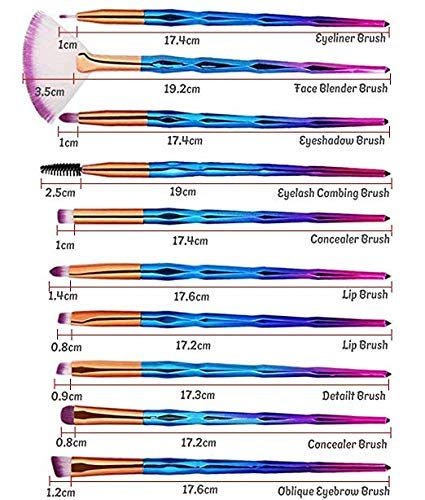 1cm 17.4cm Eyeliner Brush
3.5cm 19.2cm Face Blender Brush
1cm 17.4cm Eyeshadow Brush
2.5cm 19cm Eyelash Combing Brush
1cm 17.4cm Concealer Brush
1.4cm 17.6cm Lip Brush
0.8cm 17.2cm Lip Brush
0.9cm 17.3cm Detailt Brush
0.8cm 17.2cm Concealer Brush
1.2cm 17.6cm Oblique Eyebrow Brush